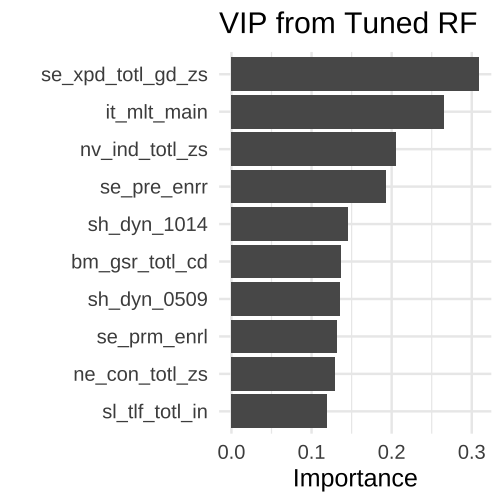 VIP from Tuned RF
se_xpd_totl_gd_zs
it_mlt_main
nv_ind_totl_zs
se_pre_enrr
sh_dyn_1014
bm_gsr_totl_cd
sh_dyn_0509
se_prm_enrl
ne_con_totl_zs
sl_tlf_totl_in
0.0 0.1 0.2 0.3
Importance